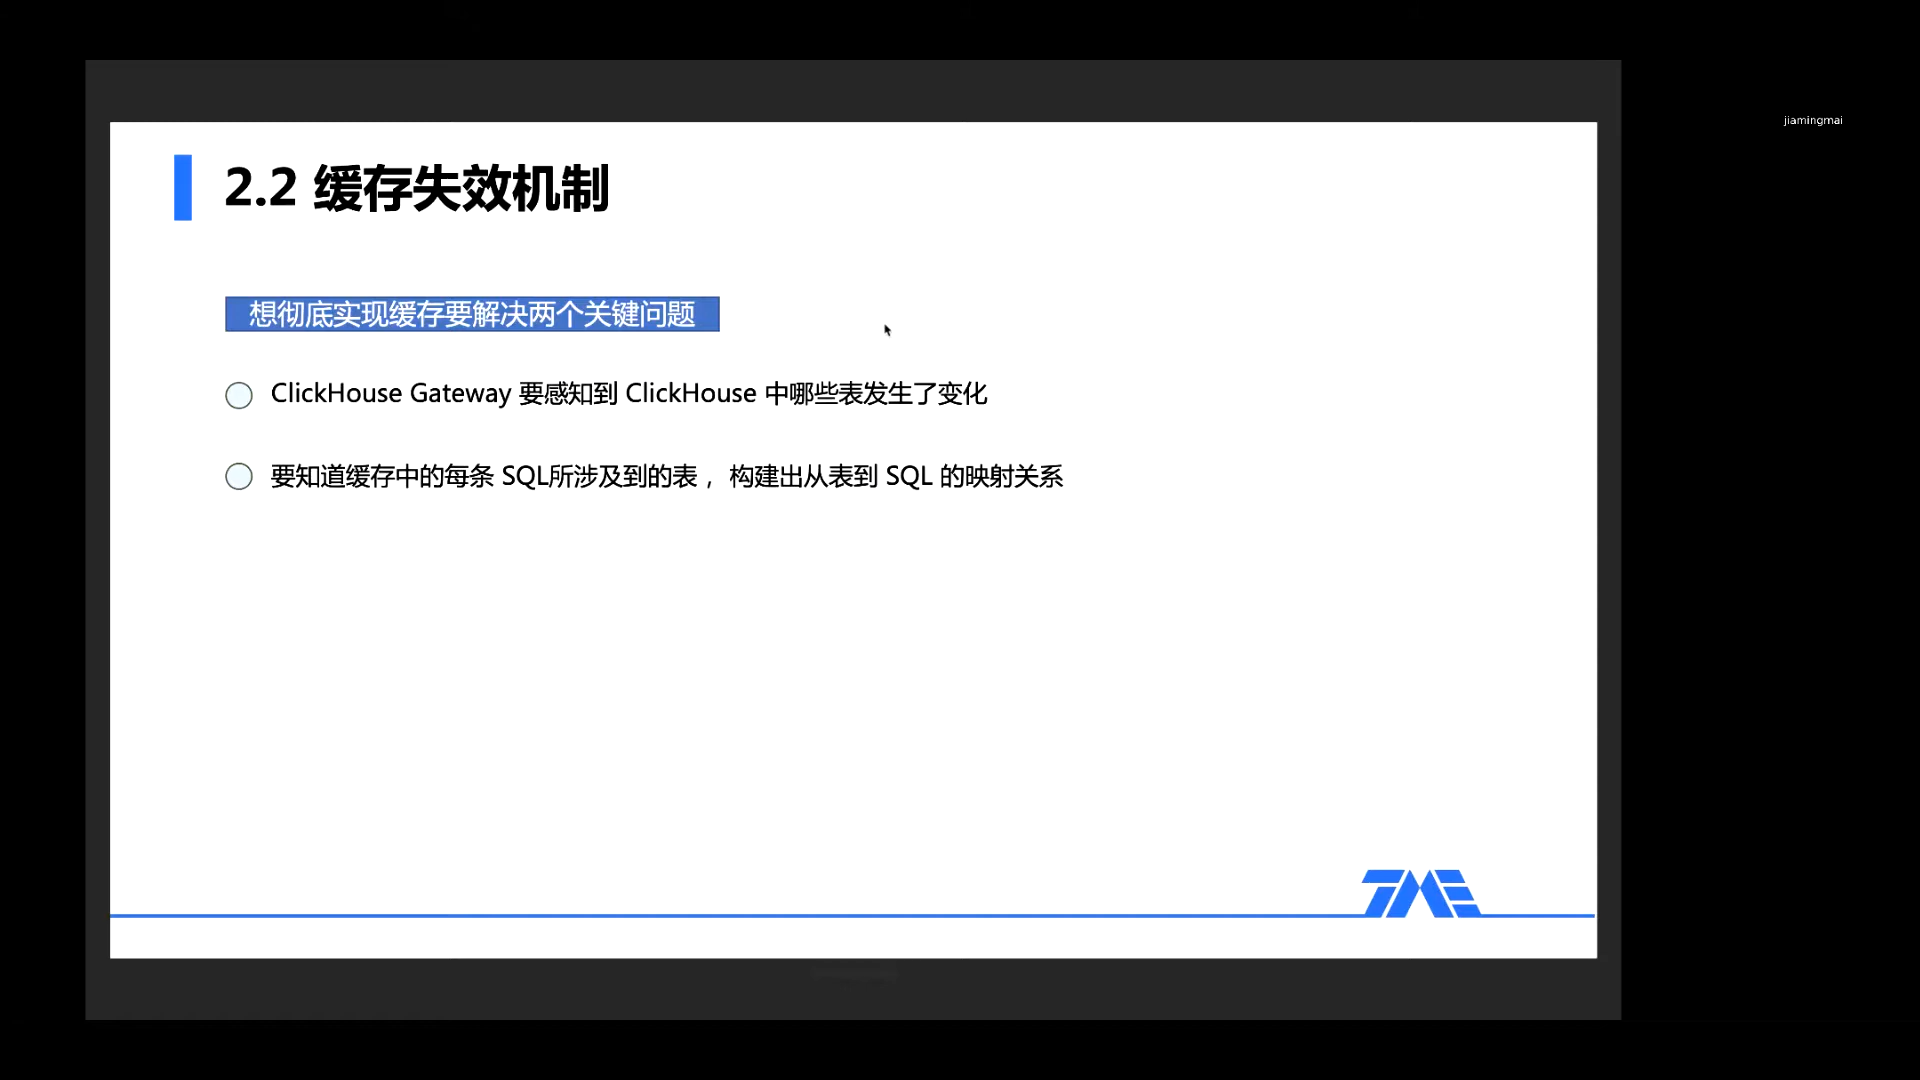 jiamingmai
2.2 缓存失效机制
想彻底实现缓存要解决两个关键问题
ClickHouse Gateway 要感知到 ClickHouse 中哪些表发生了变化
要知道缓存中的每条 SQL所涉及到的表，构建出从表到 SQL 的映射关系
TME